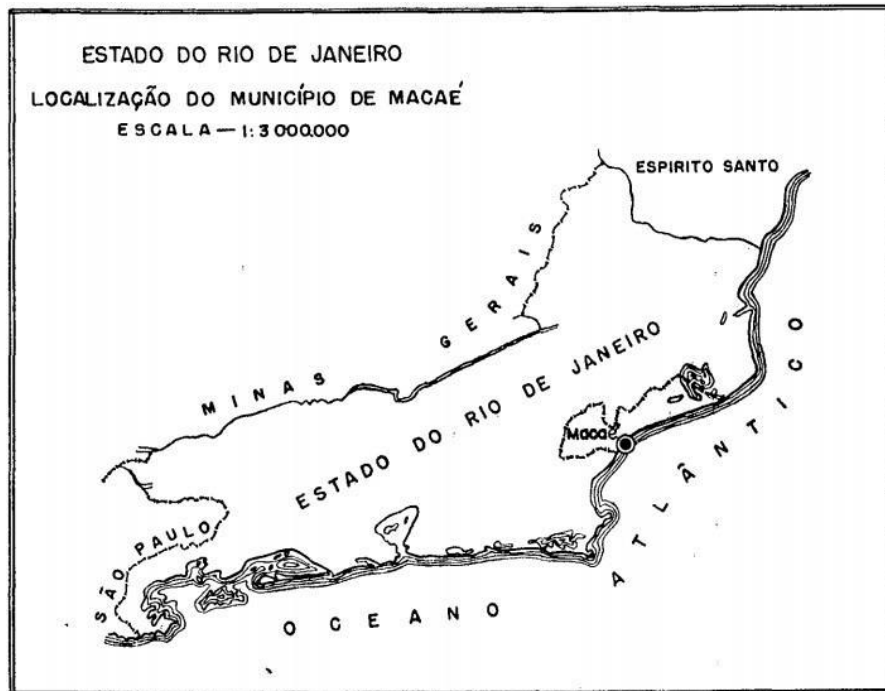 ESTADO DO RIO DE JANEIRO
LOCALIZAÇÃO DO MUNICÍPIO DE MACAÉ
ESCALA — 1:3 000.000
ESPIRITO SANTO
MINAS GERAIS
ESTADO DO RIO DE JANEIRO
Macaé
SÃO PAULO
OCEANO ATLÂNTICO